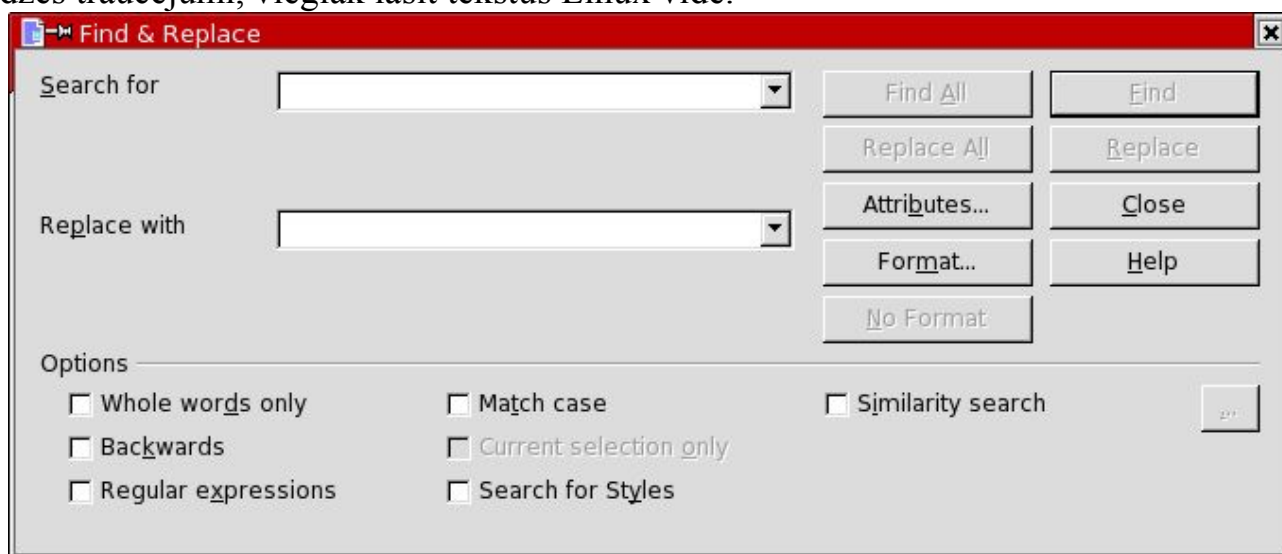 Find & Replace
Search for
Find All
Find
Replace All
Replace
Replace with
Attributes...
Close
Format...
Help
No Format
Options
Whole words only
Match case
Similarity search
...
Backwards
Current selection only
Regular expressions
Search for Styles